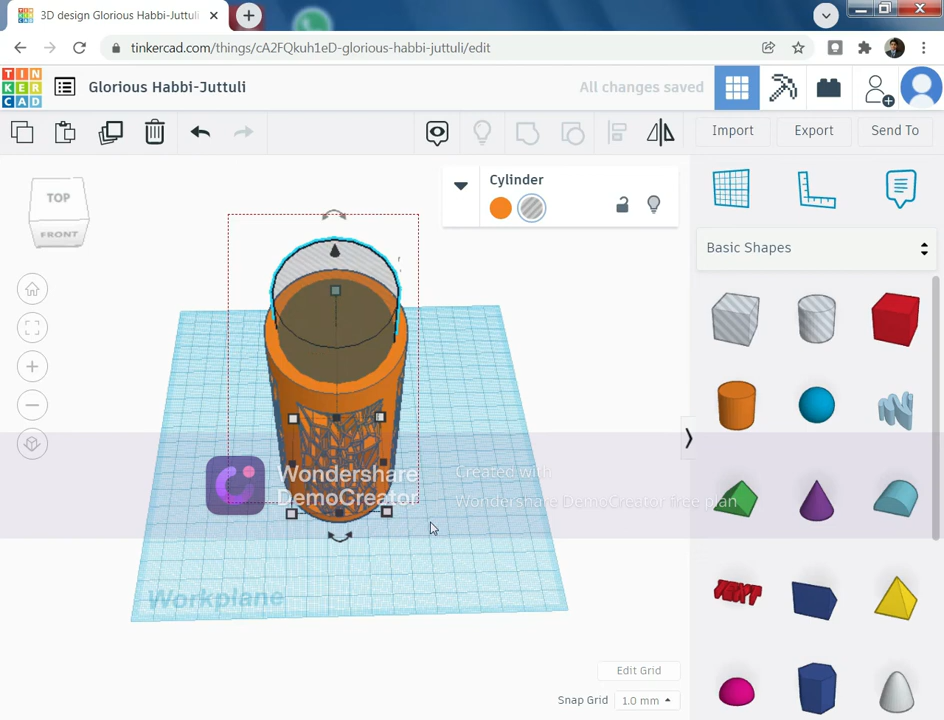 3D design Glorious Habbi-Juttuli
tinkercad.com/things/cA2FQkuh1eD-glorious-habbi-juttuli/edit
TIN
KER
CAD
Glorious Habbi-Juttuli
All changes saved
Import
Export
Send To
TOP
FRONT
Cylinder
Basic Shapes
Wondershare
DemoCreator
Created with
Wondershare DemoCreator free plan
TEXT
Workplane
Edit Grid
Snap Grid
1.0 mm